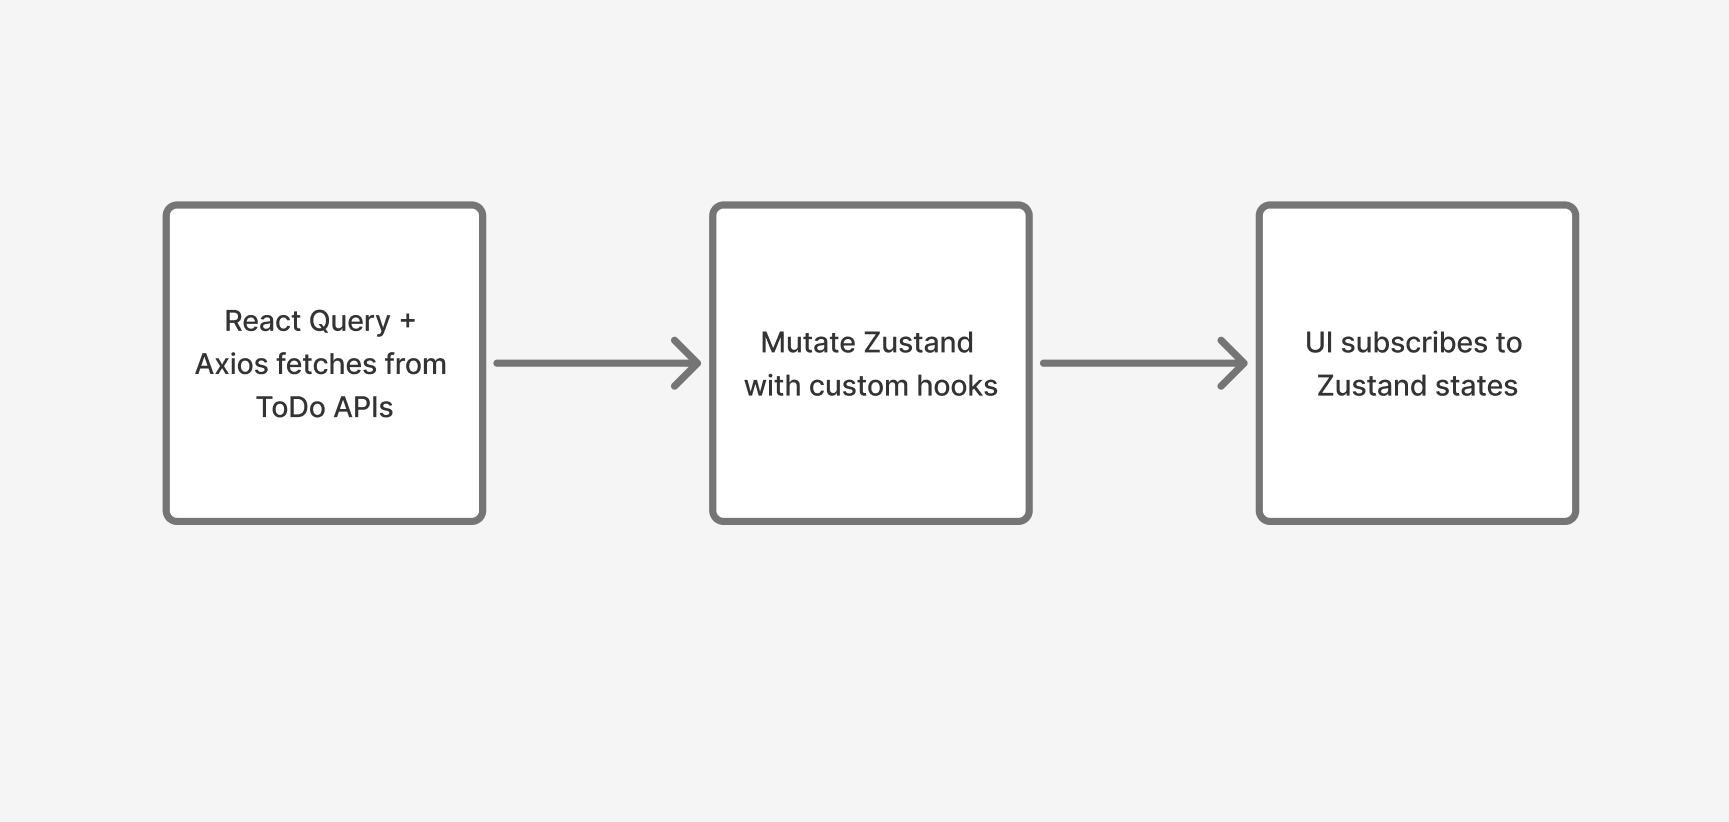 React Query +
Axios fetches from
ToDo APIs
Mutate Zustand
with custom hooks
UI subscribes to
Zustand states